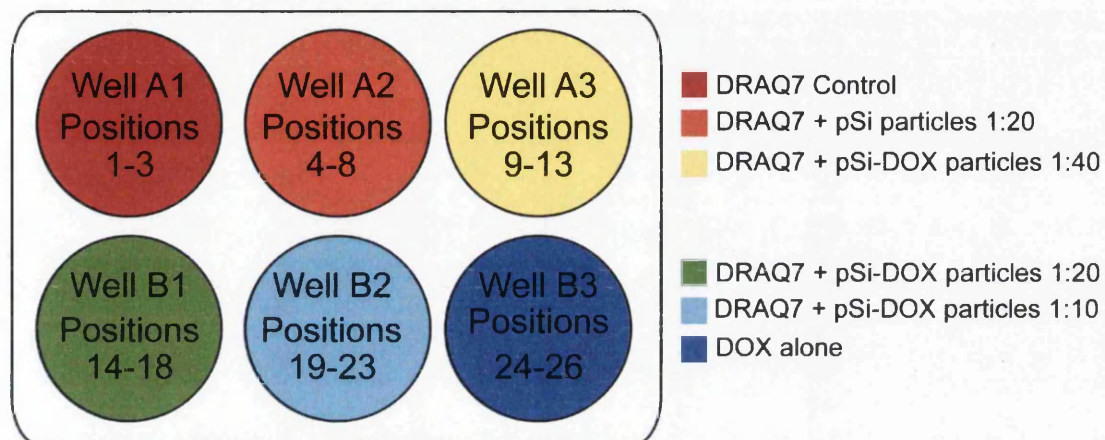 Well A1
Positions
1-3
Well A2
Positions
4-8
Well A3
Positions
9-13
Well B1
Positions
14-18
Well B2
Positions
19-23
Well B3
Positions
24-26
DRAQ7 Control
DRAQ7 + pSi particles 1:20
DRAQ7 + pSi-DOX particles 1:40
DRAQ7 + pSi-DOX particles 1:20
DRAQ7 + pSi-DOX particles 1:10
DOX alone